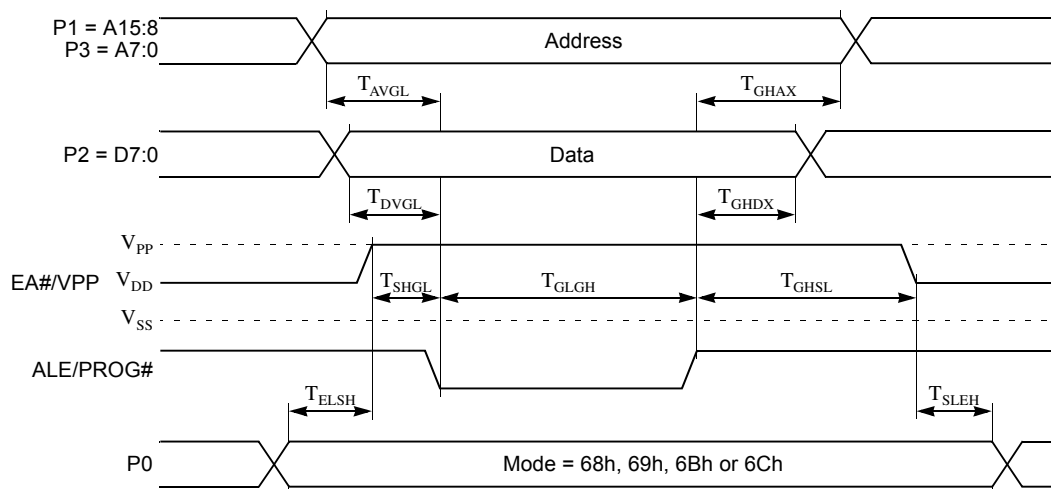 P1 = A15:8
P3 = A7:0
Address
TAVGL
TGHAX
P2 = D7:0
Data
TDVGL
TGHDX
VPP
EA#/VPP VDD
TSHGL
TGLGH
TGHSL
VSS
ALE/PROG#
TELSH
TSLEH
P0
Mode = 68h, 69h, 6Bh or 6Ch